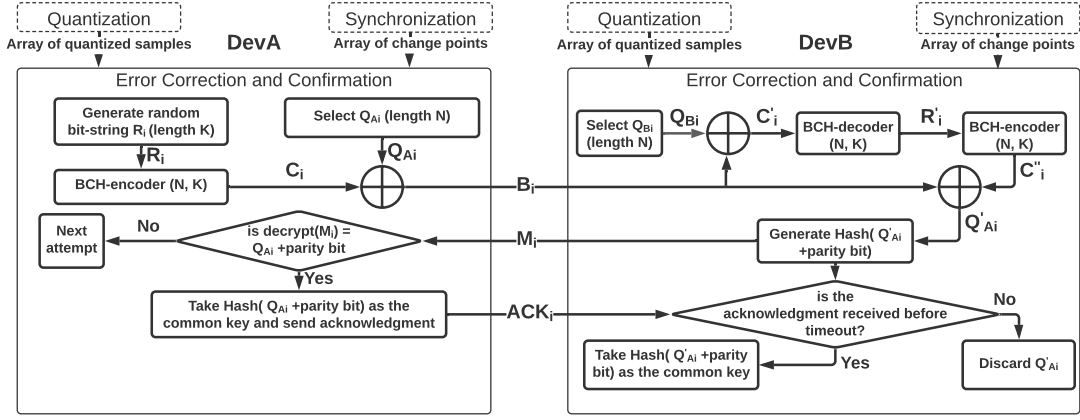 Quantization
Synchronization
Array of quantized samples
DevA
Array of change points
Error Correction and Confirmation
Generate random
bit-string Ri (length K)
Select QAi (length N)
Ri
QAi
BCH-encoder (N, K)
Ci
Bi
Next
attempt
No
is decrypt(Mi) =
QAi +parity bit
Mi
Yes
Take Hash( QAi +parity bit) as the
common key and send acknowledgment
ACKi
Quantization
Synchronization
Array of quantized samples
DevB
Array of change points
Error Correction and Confirmation
Select QBi
(length N)
QBi
C'i
BCH-decoder
(N, K)
R'i
BCH-encoder
(N, K)
C''i
Q'Ai
Generate Hash( Q'Ai
+parity bit)
is the
acknowledgment received before
timeout?
No
Yes
Take Hash( Q'Ai +parity
bit) as the common key
Discard Q'Ai